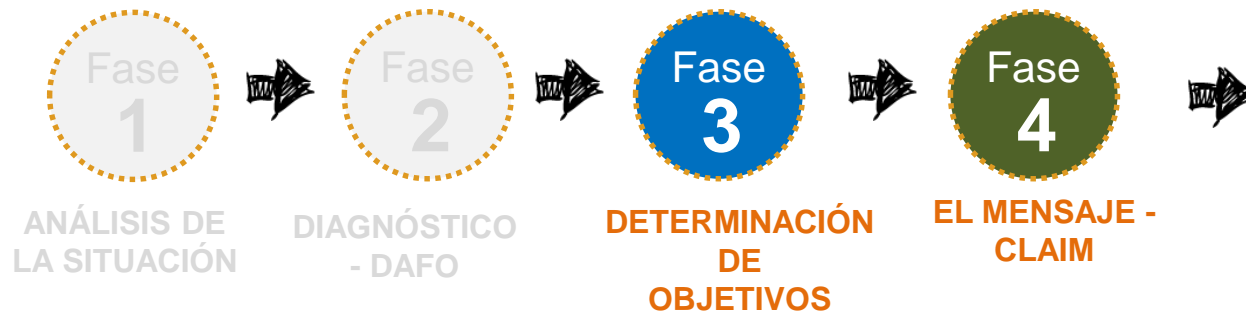 Fase
1
ANÁLISIS DE
LA SITUACIÓN
Fase
2
DIAGNÓSTICO
- DAFO
Fase
3
DETERMINACIÓN
DE
OBJETIVOS
Fase
4
EL MENSAJE -
CLAIM